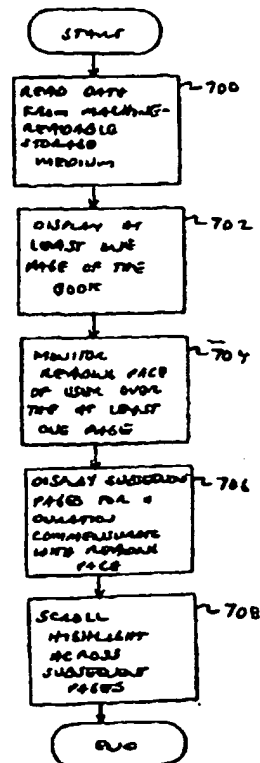 START
READ DATA
FROM MACHINE-
READABLE
STORAGE
MEDIUM
700
DISPLAY AT
LEAST ONE
PAGE OF THE
BOOK
702
MONITOR
READING PACE
OF USER OVER
THE AT LEAST
ONE PAGE
704
DISPLAY SUBSEQUENT
PAGES FOR A
DURATION
COMMENSURATE
WITH READING
PACE
706
SCROLL
HIGHLIGHT
ACROSS
SUBSEQUENT
PAGES
708
END